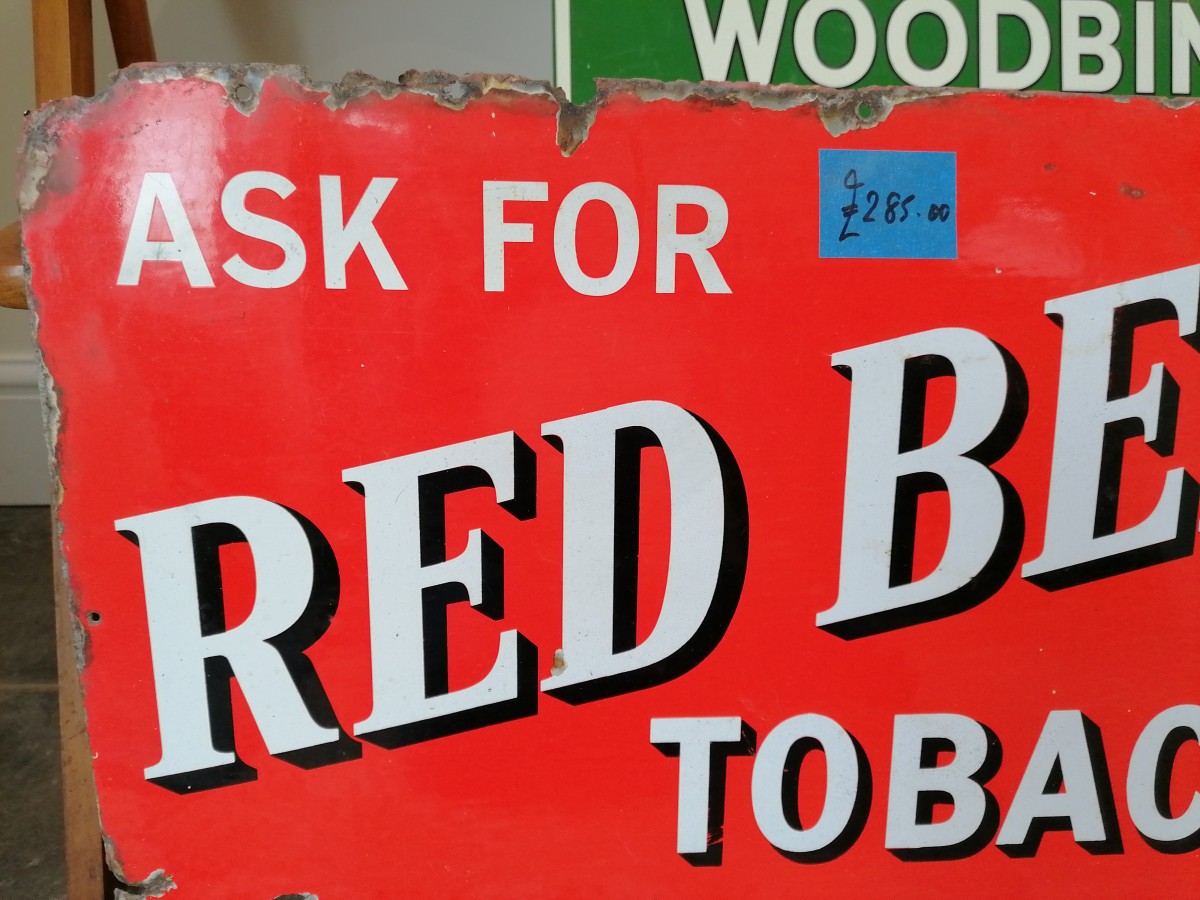 WOODBIN
ASK FOR
£285.00
RED BE
TOBAC